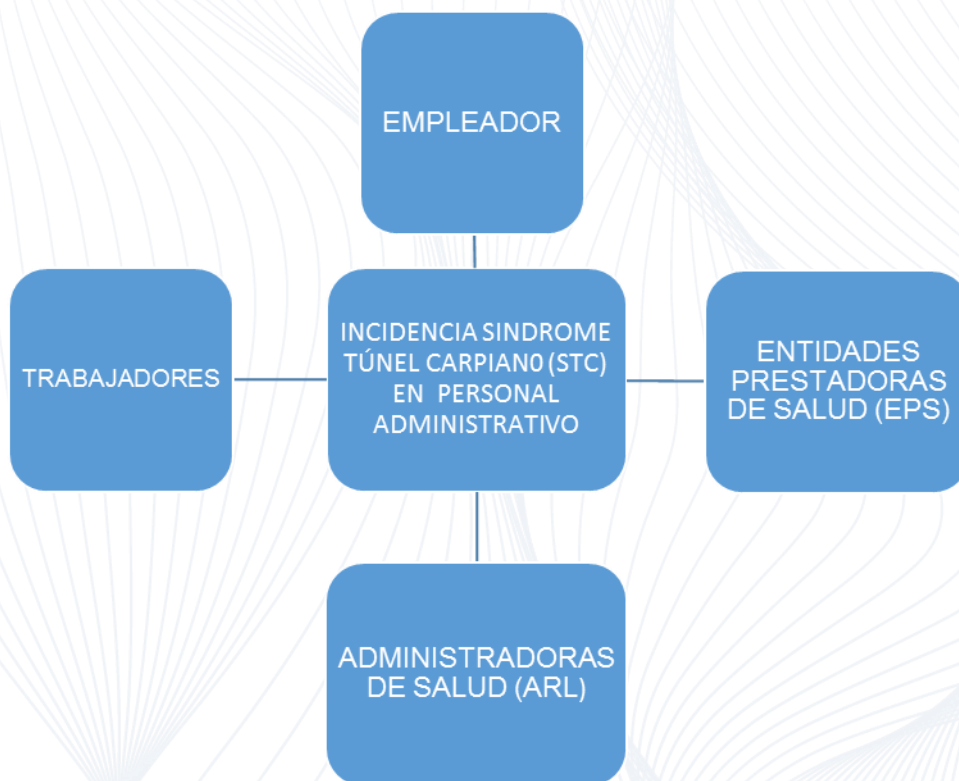 EMPLEADOR
TRABAJADORES
INCIDENCIA SINDROME
TÚNEL CARPIAN0 (STC)
EN PERSONAL
ADMINISTRATIVO
ENTIDADES
PRESTADORAS
DE SALUD (EPS)
ADMINISTRADORAS
DE SALUD (ARL)